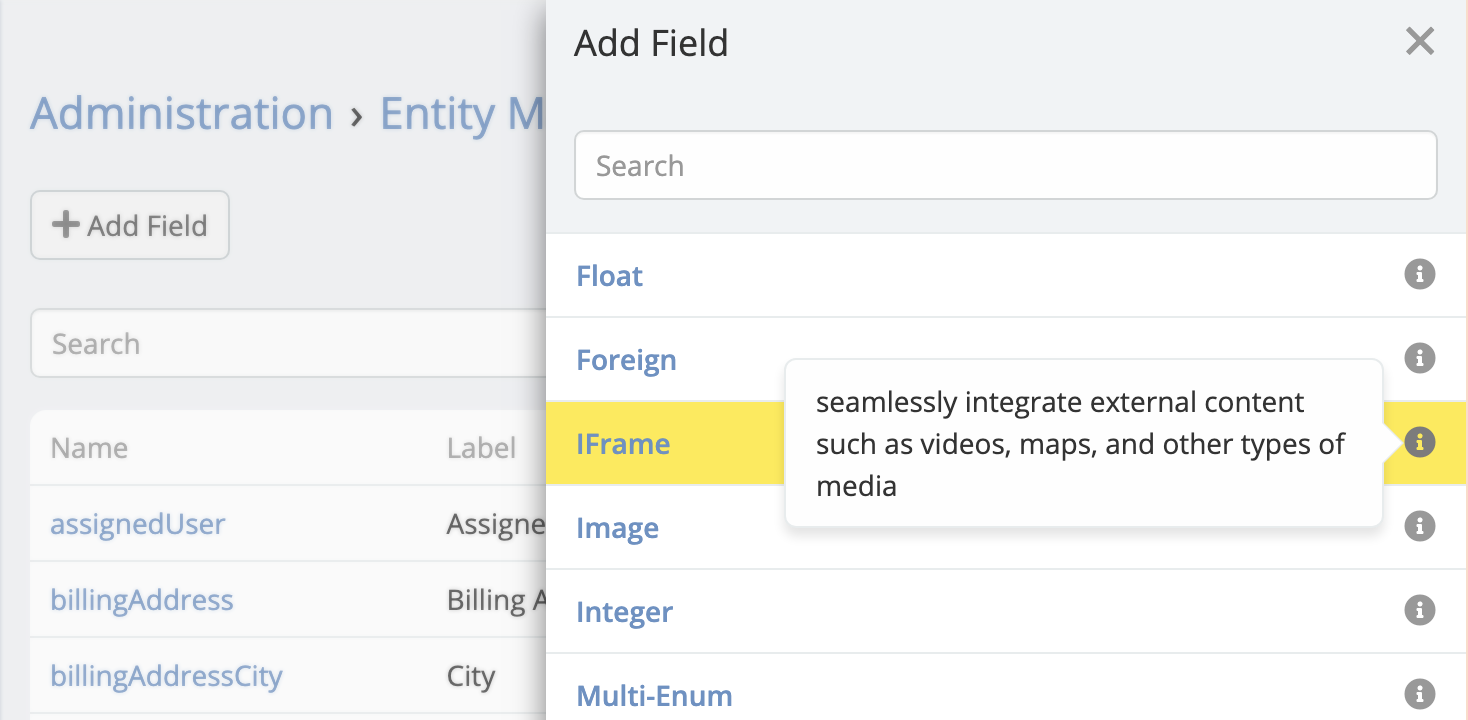 Add Field
Administration › Entity M
Search
Add Field
Float
Search
Foreign
seamlessly integrate external content
such as videos, maps, and other types of
media
IFrame
Name Label
Image
assignedUser Assigne
Integer
billingAddress Billing A
billingAddressCity City
Multi-Enum